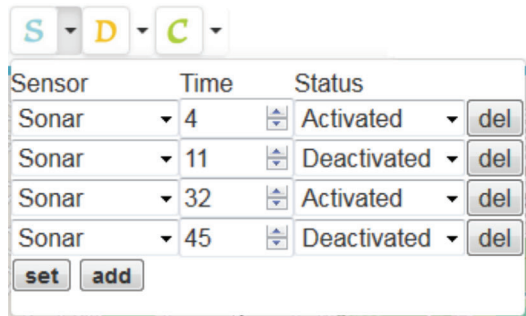 S D C
Sensor Time Status
Sonar 4 Activated del
Sonar 11 Deactivated del
Sonar 32 Activated del
Sonar 45 Deactivated del
set add